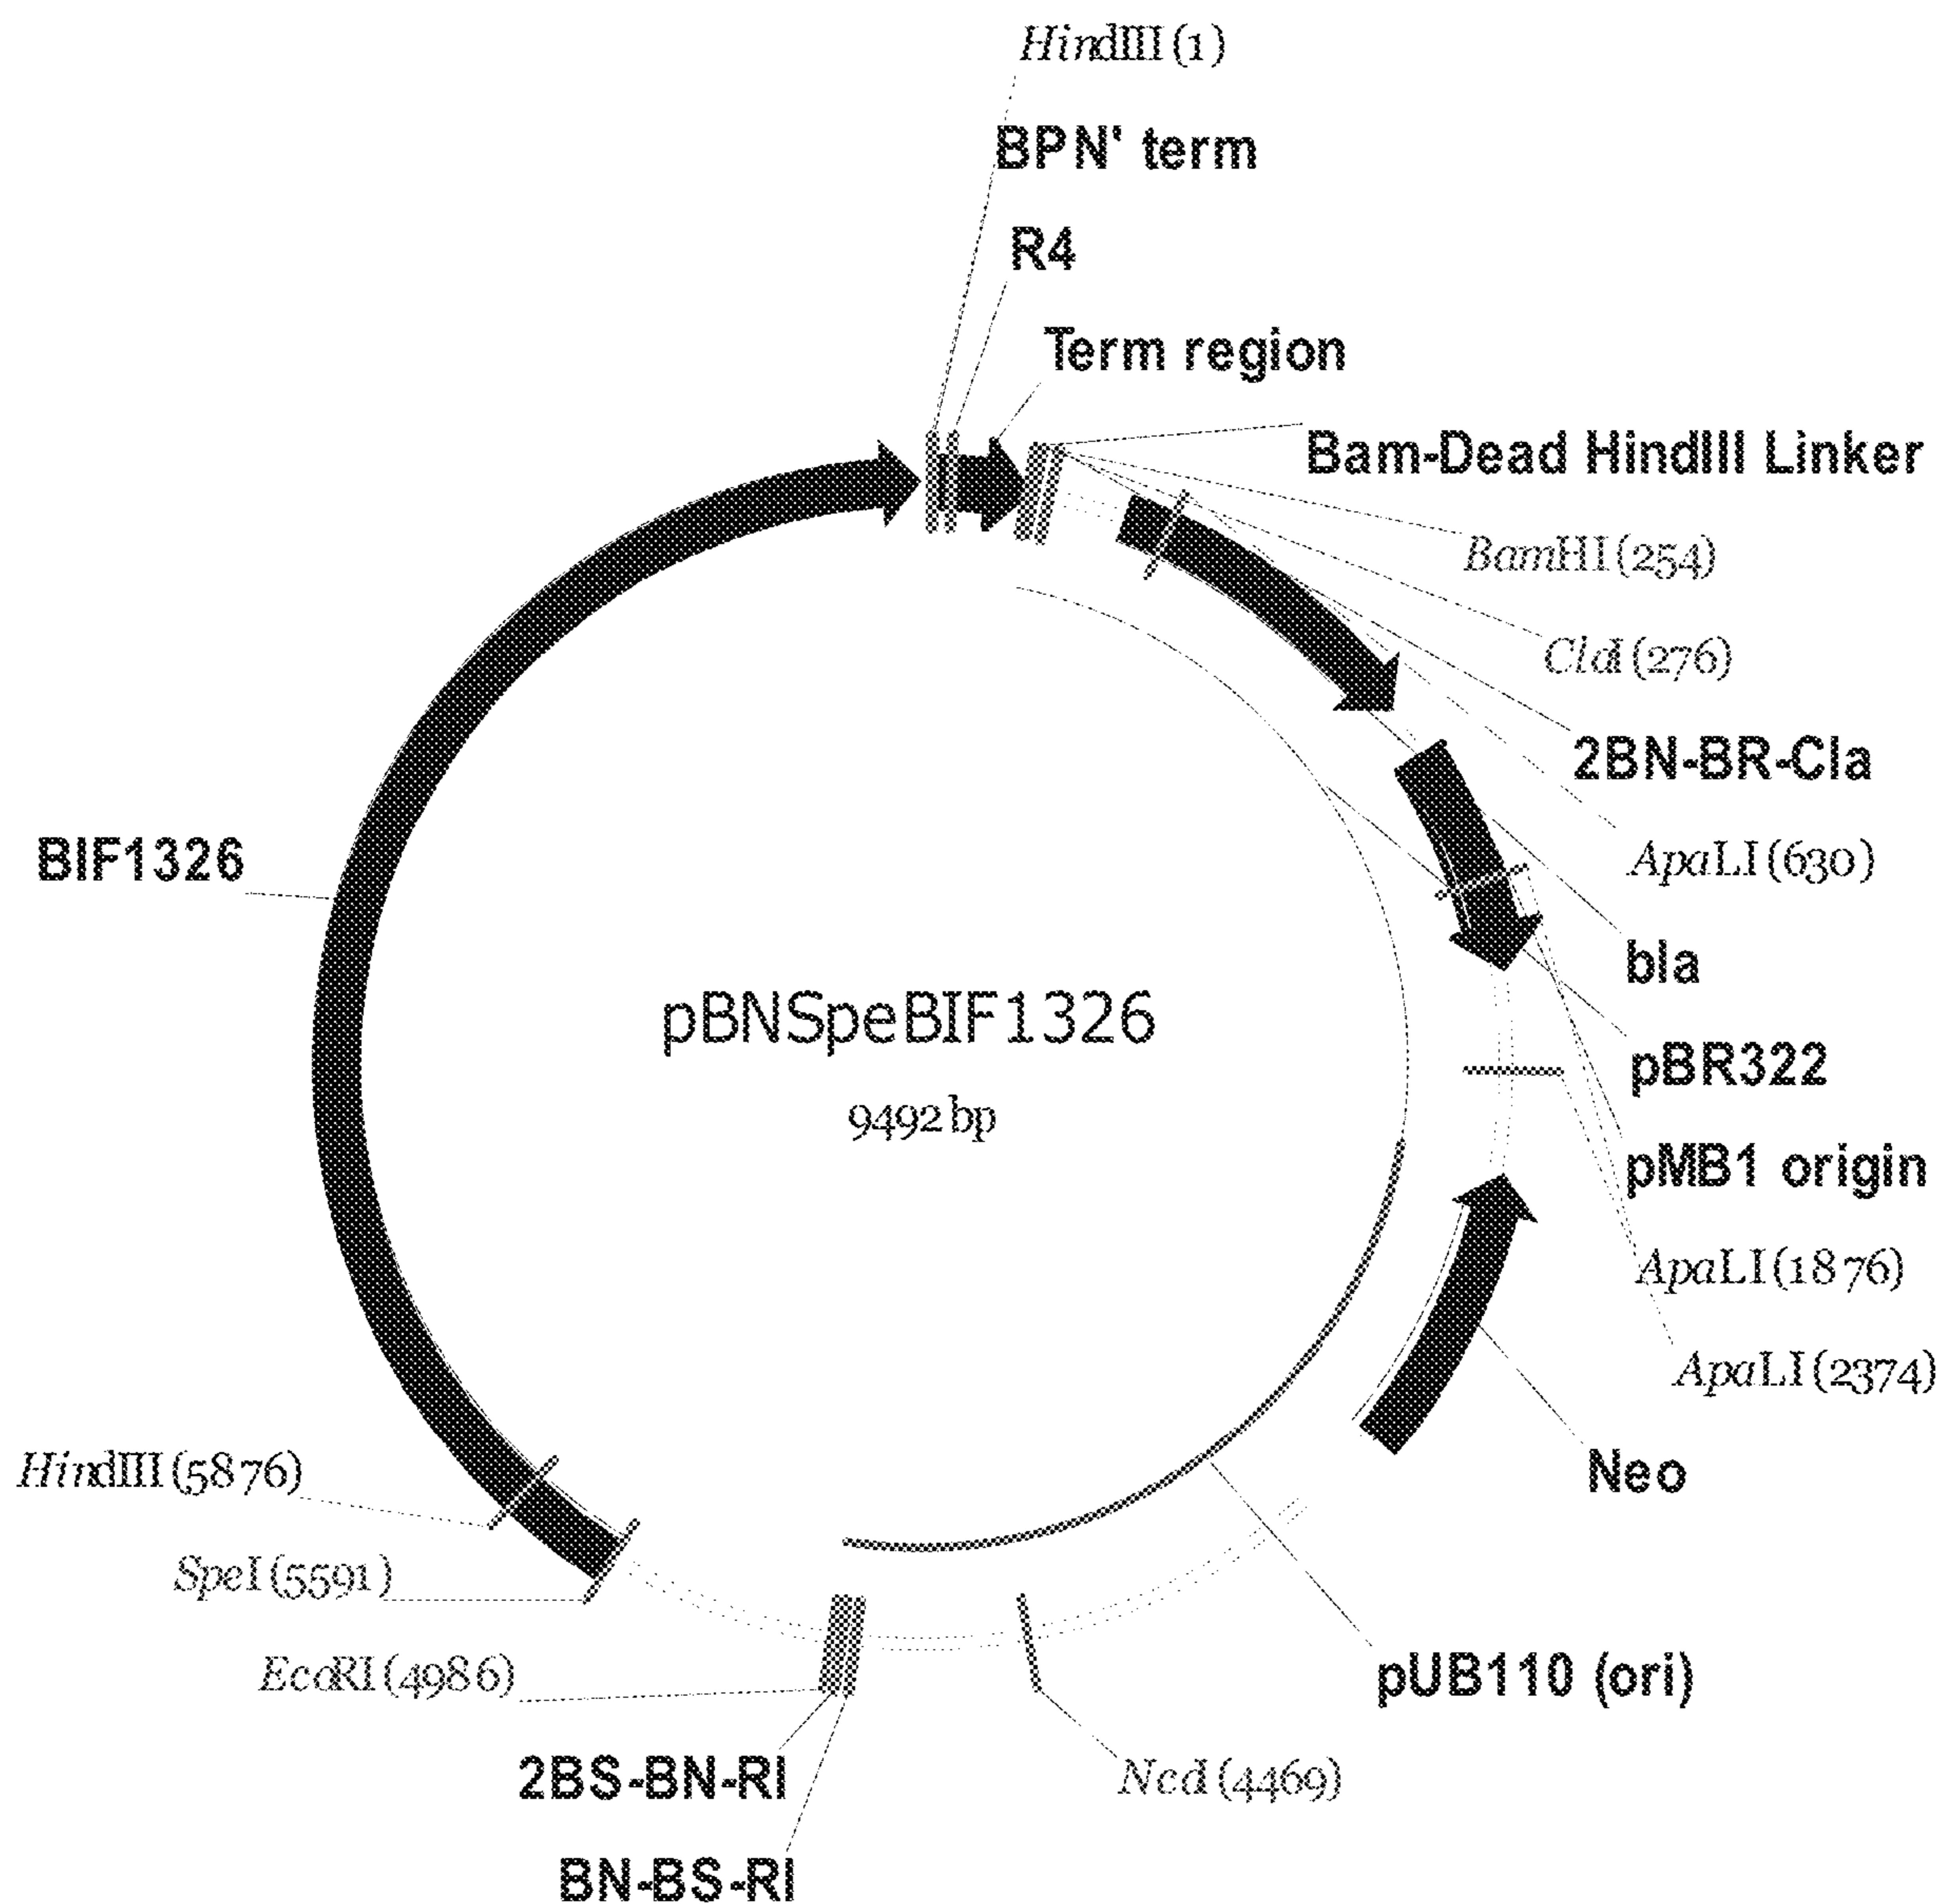 HindIII (1)
BPN' term
R4
Term region
Bam-Dead HindIII Linker
BamHI (254)
ClaI (276)
2BN-BR-Cla
ApaLI (630)
BIF1326
bla
pBNSpeBIF1326
pBR322
9492 bp
pMB1 origin
ApaLI (1876)
ApaLI (2374)
HindIII (5876)
Neo
SpeI (5591)
EcoRI (4986)
pUB110 (ori)
2BS-BN-RI
NcoI (4469)
BN-BS-RI